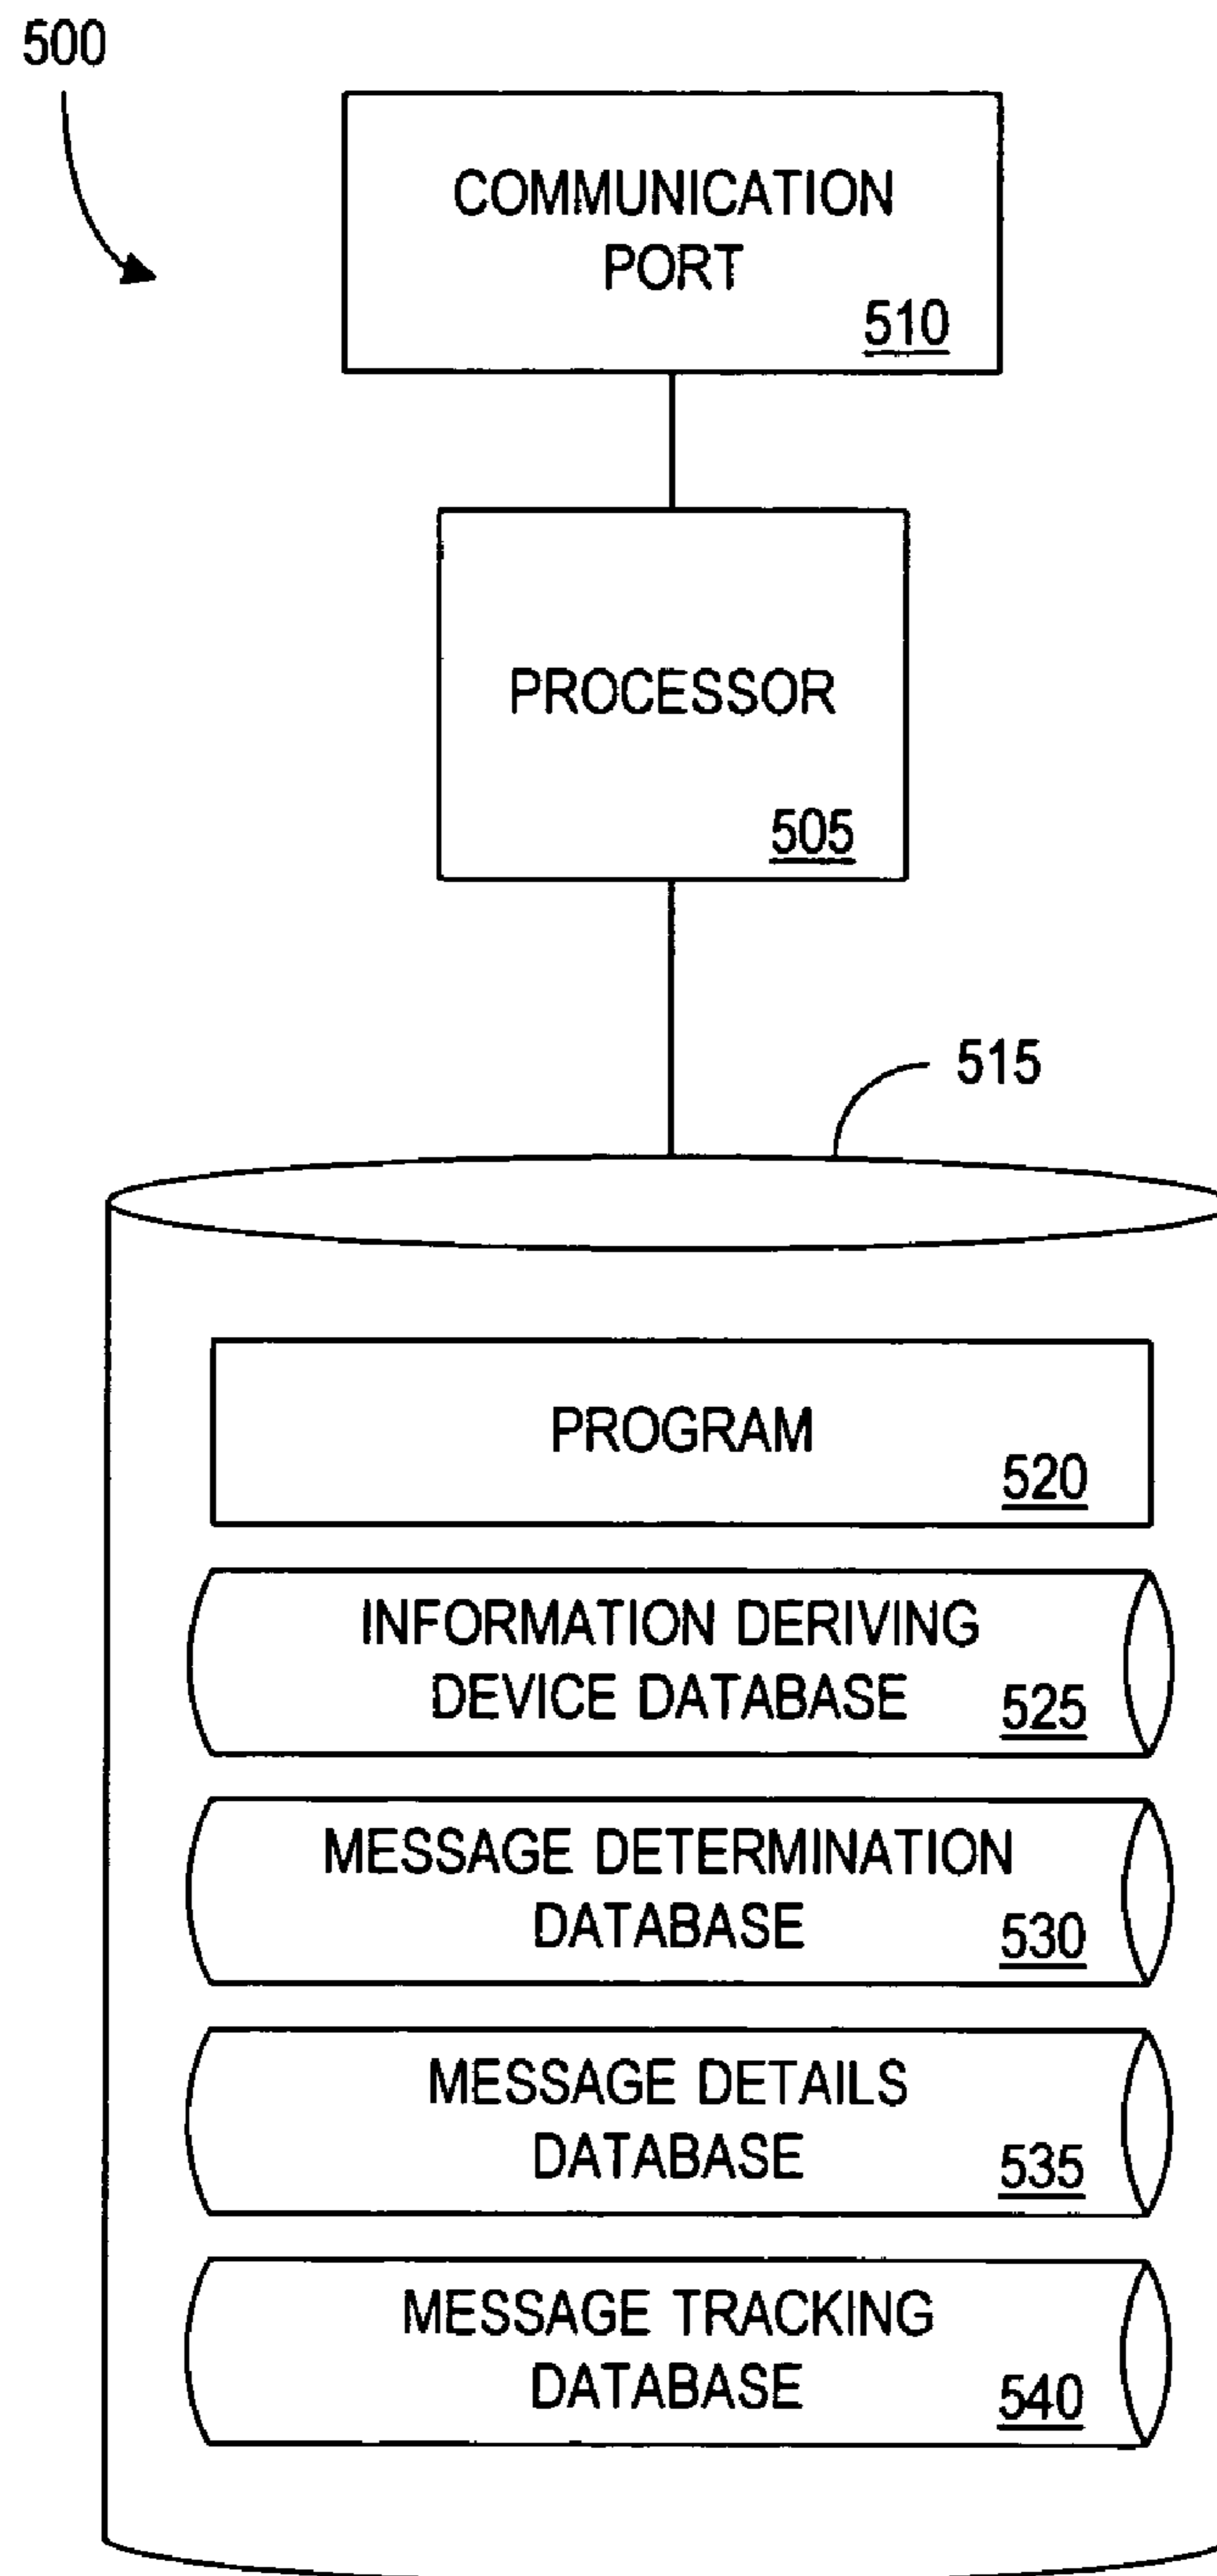 500
COMMUNICATION
PORT
510
PROCESSOR
505
515
PROGRAM
520
INFORMATION DERIVING
DEVICE DATABASE
525
MESSAGE DETERMINATION
DATABASE
530
MESSAGE DETAILS
DATABASE
535
MESSAGE TRACKING
DATABASE
540